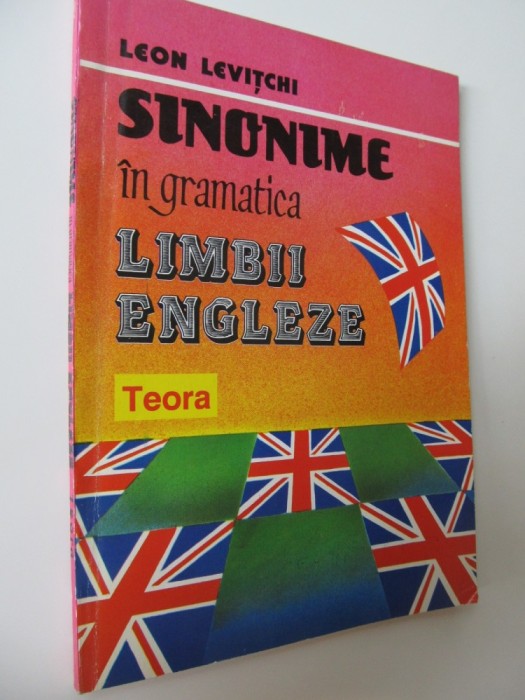 LEON LEVIȚCHI
SINONIME
în gramatica
LIMBII
ENGLEZE
Teora